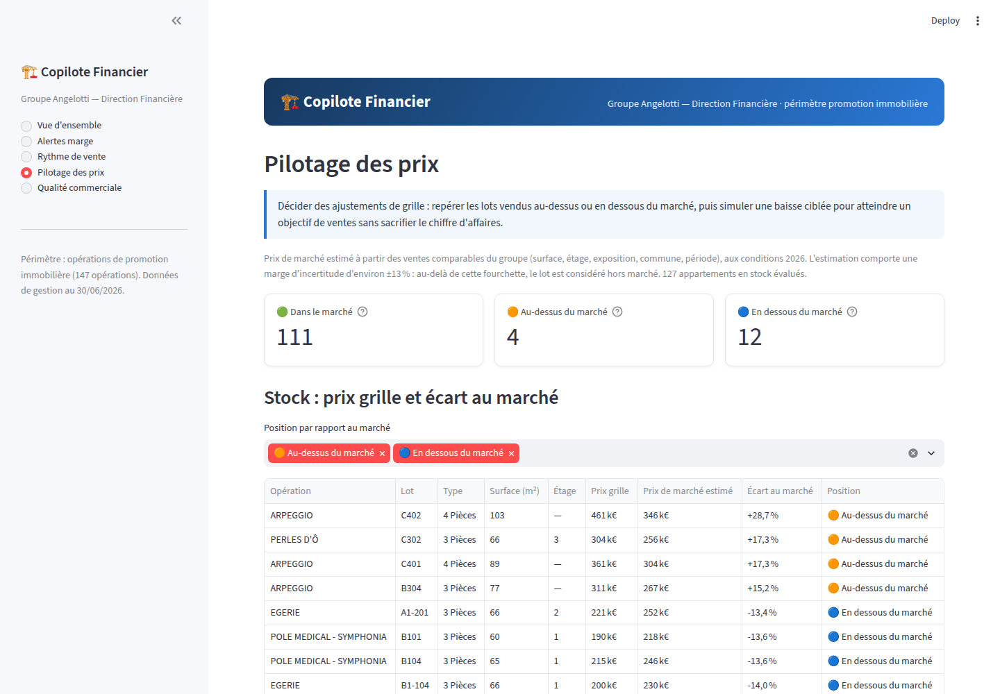 Deploy
Copilote Financier
Groupe Angelotti — Direction Financière
Vue d'ensemble
Alertes marge
Rythme de vente
Pilotage des prix
Qualité commerciale
Périmètre : opérations de promotion
immobilière (147 opérations). Données
de gestion au 30/06/2026.
Copilote Financier
Groupe Angelotti — Direction Financière · périmètre promotion immobilière
Pilotage des prix
Décider des ajustements de grille : repérer les lots vendus au-dessus ou en dessous du marché, puis simuler une baisse ciblée pour atteindre un
objectif de ventes sans sacrifier le chiffre d'affaires.
Prix de marché estimé à partir des ventes comparables du groupe (surface, étage, exposition, commune, période), aux conditions 2026. L'estimation comporte une
marge d'incertitude d'environ ±13 % : au-delà de cette fourchette, le lot est considéré hors marché. 127 appartements en stock évalués.
Dans le marché
111
Au-dessus du marché
4
En dessous du marché
12
Stock : prix grille et écart au marché
Position par rapport au marché
Au-dessus du marché × En dessous du marché ×
Opération Lot Type Surface (m²) Étage Prix grille Prix de marché estimé Écart au marché Position
ARPEGGIO C402 4 Pièces 103 — 461 k€ 346 k€ +28,7 % Au-dessus du marché
PERLES D'Ô C302 3 Pièces 66 3 304 k€ 256 k€ +17,3 % Au-dessus du marché
ARPEGGIO C401 4 Pièces 89 — 361 k€ 304 k€ +17,3 % Au-dessus du marché
ARPEGGIO B304 3 Pièces 77 — 311 k€ 267 k€ +15,2 % Au-dessus du marché
EGERIE A1-201 3 Pièces 66 2 221 k€ 252 k€ -13,4 % En dessous du marché
POLE MEDICAL - SYMPHONIA B101 3 Pièces 60 1 190 k€ 218 k€ -13,6 % En dessous du marché
POLE MEDICAL - SYMPHONIA B104 3 Pièces 65 1 215 k€ 246 k€ -13,6 % En dessous du marché
EGERIE B1-104 3 Pièces 66 1 200 k€ 230 k€ -14,0 % En dessous du marché